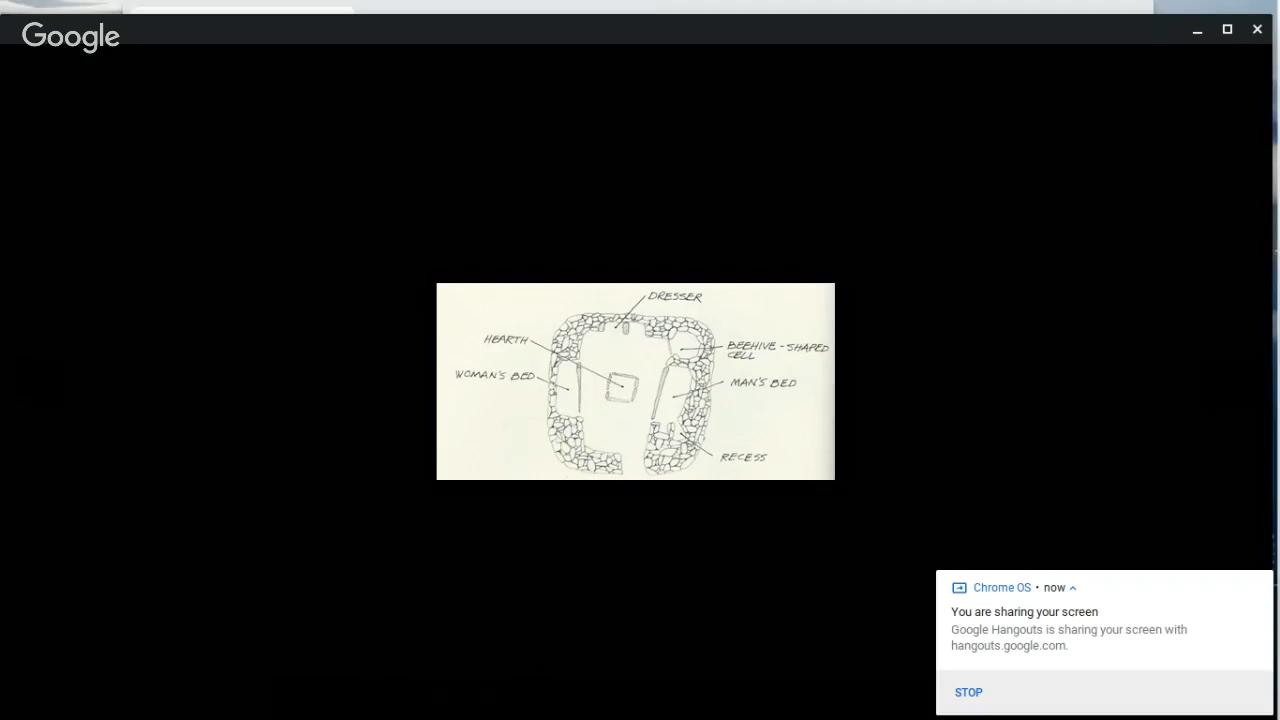 Google
DRESSER
HEARTH
BEEHIVE - SHAPED
CELL
WOMAN'S BED
MAN'S BED
RECESS
Chrome OS • now
You are sharing your screen
Google Hangouts is sharing your screen with
hangouts.google.com.
STOP